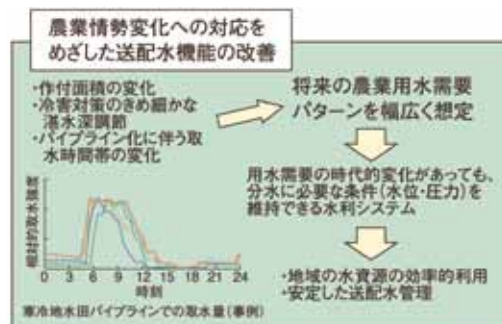 農業情勢変化への対応を
めざした送配水機能の改善
・作付面積の変化
・冷害対策のきめ細かな
湛水深調節
・パイプライン化に伴う取
水時間帯の変化
将来の農業用水需要
パターンを幅広く想定
用水需要の時代的変化があっても、
分水に必要な条件(水位・圧力)を
維持できる水利システム
・地域の水資源の効率的利用
・安定した送配水管理
相対的取水強度
0 3 6 9 12 15 18 21 24
時刻
寒冷地水田パイプラインでの取水量(事例)